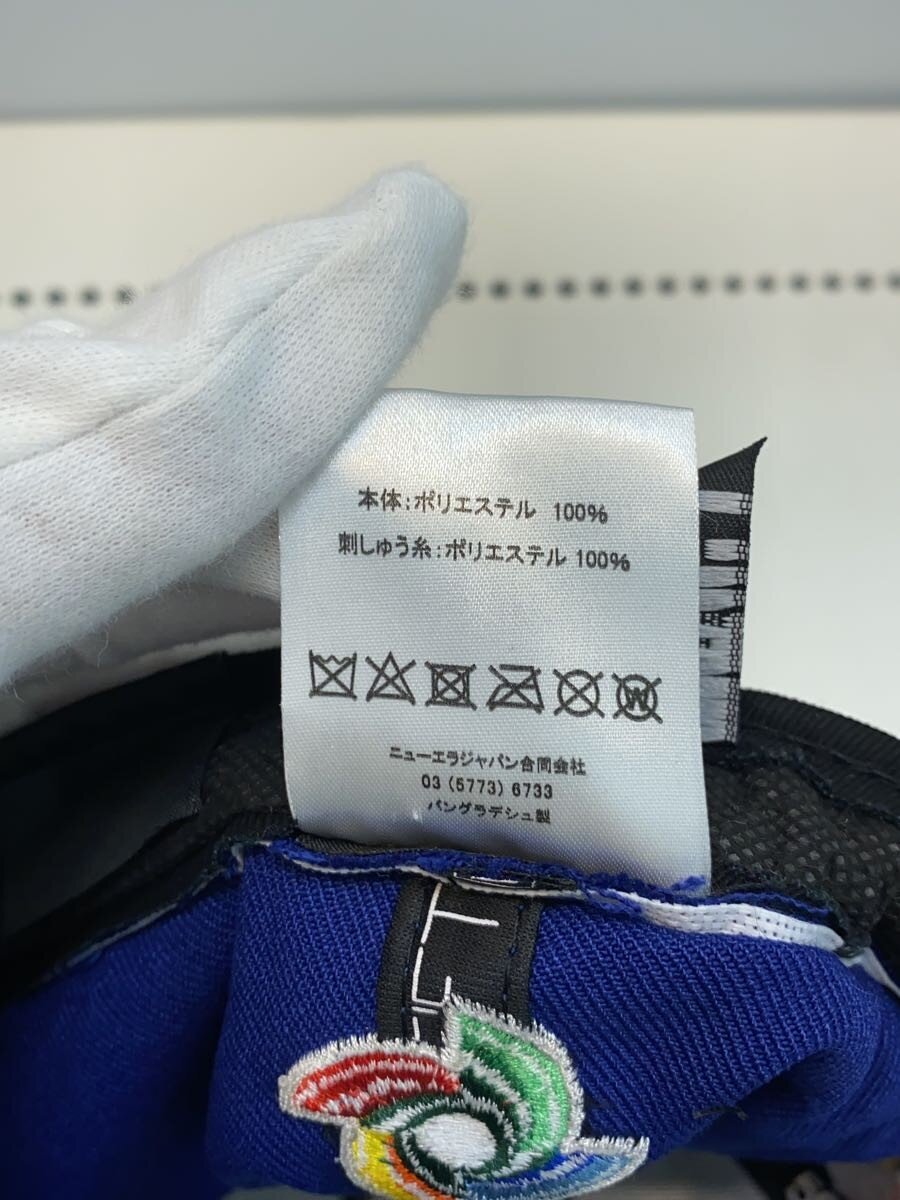 本体:ポリエステル 100%
刺しゅう糸:ポリエステル 100%
W
ニューエラジャパン合同会社
03 (5773) 6733
バングラデシュ製